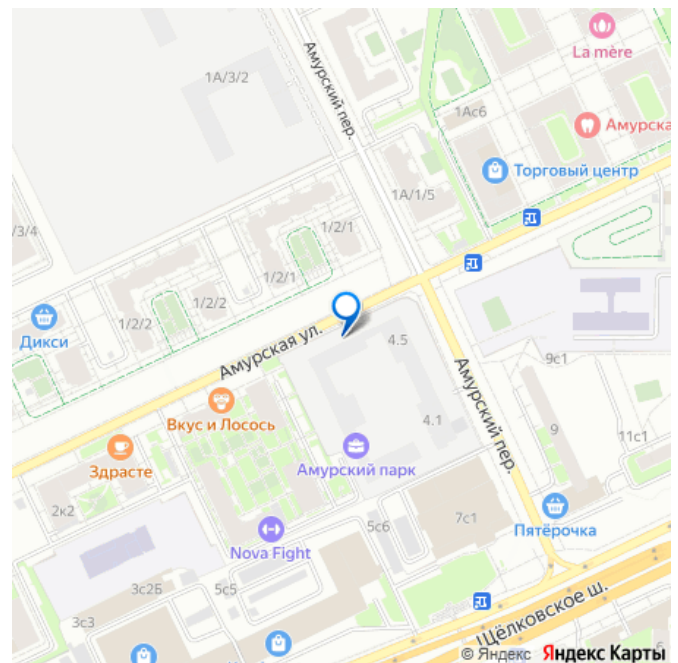 La mère
1А/3/2
Амурский пер.
1Ас6
Амурска
Торговый центр
1А/1/5
1/2/1
/3/4
1/2/1
1/2/2
Дикси
1/2/2
Амурская ул.
4.5
9с1
Амурский пер.
Вкус и Лосось
4.1
9
11с1
Здрасте
Амурский парк
2к2
5с6
7с1
Пятёрочка
Nova Fight
3с2Б
5с5
3с3
Щёлковское ш.
6
© Яндекс Яндекс Карты